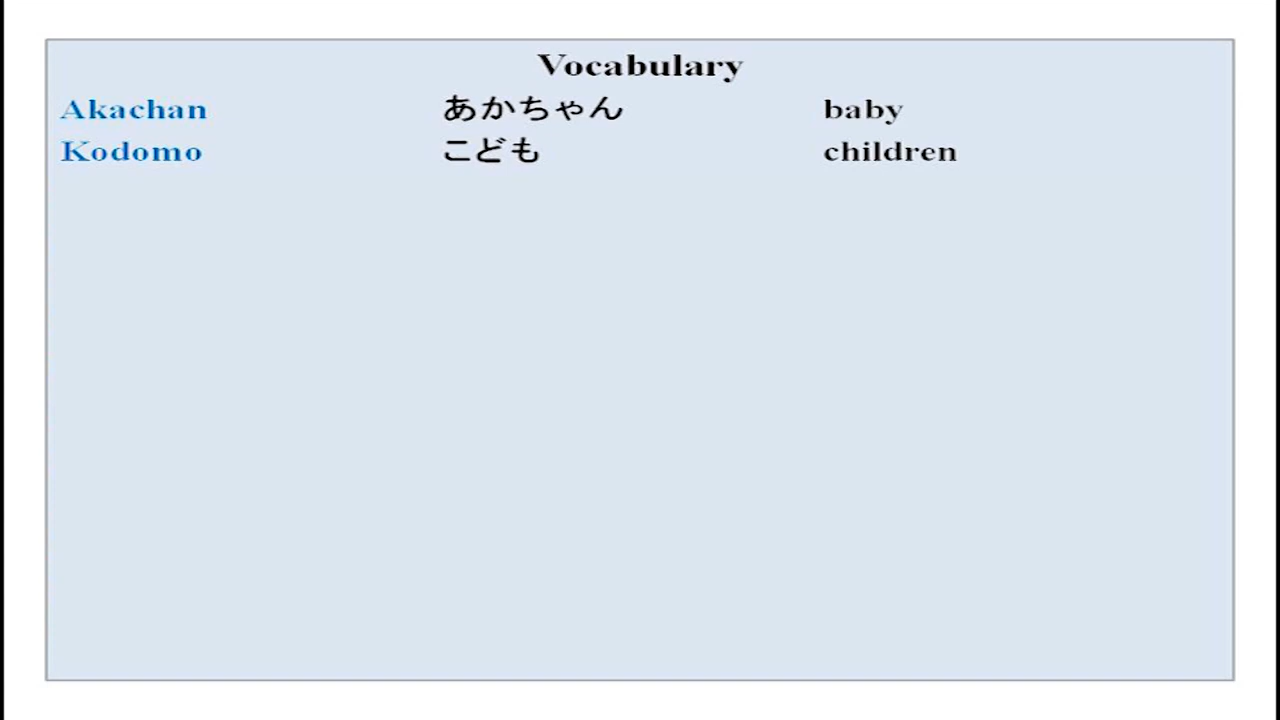 Vocabulary
Akachan あかちゃん baby
Kodomo こども children